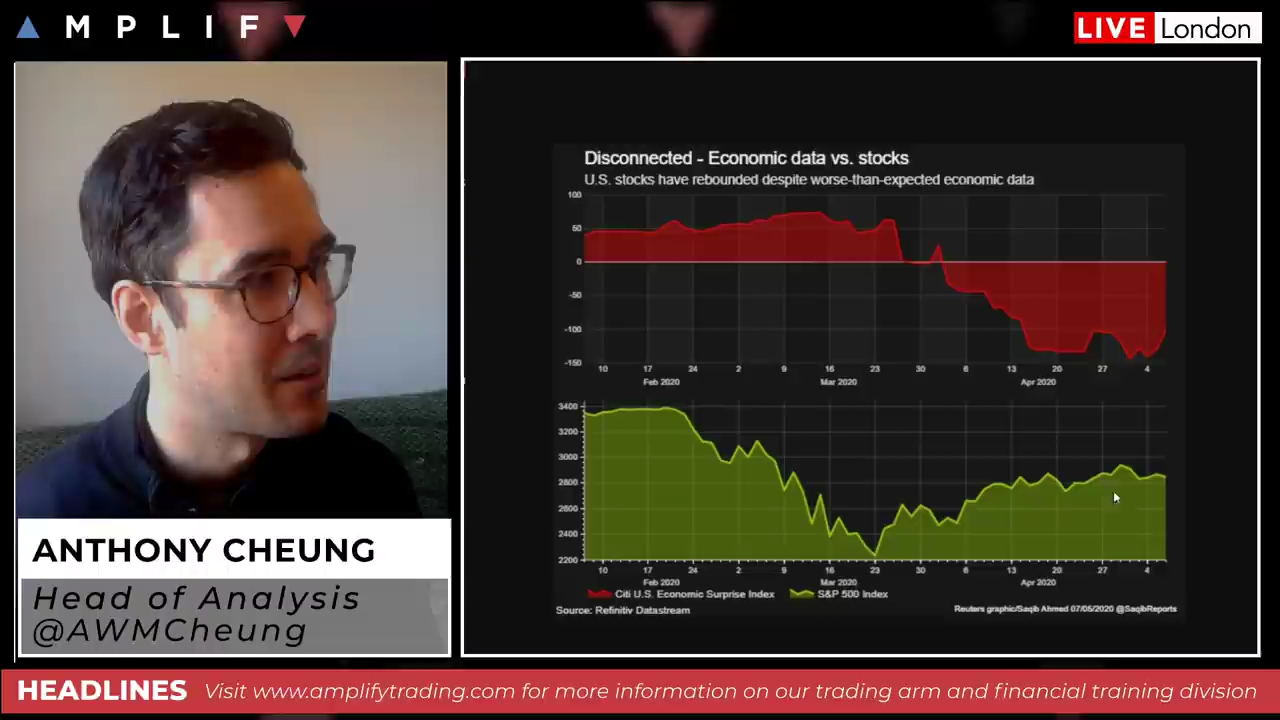 AMPLIFY
LIVE London
Disconnected - Economic data vs. stocks
U.S. stocks have rebounded despite worse-than-expected economic data
100
50
0
-50
-100
-150
10 17 24 2 9 16 23 30 6 13 20 27 4
Feb 2020 Mar 2020 Apr 2020
3400
3200
3000
2800
2600
2400
2200
10 17 24 2 9 16 23 30 6 13 20 27 4
Feb 2020 Mar 2020 Apr 2020
Citi U.S. Economic Surprise Index S&P 500 Index
Source: Refinitiv Datastream
Reuters graphic/Saqib Ahmed 07/05/2020 @SaqibReports
ANTHONY CHEUNG
Head of Analysis
@AWMCheung
HEADLINES Visit www.amplifytrading.com for more information on our trading arm and financial training division